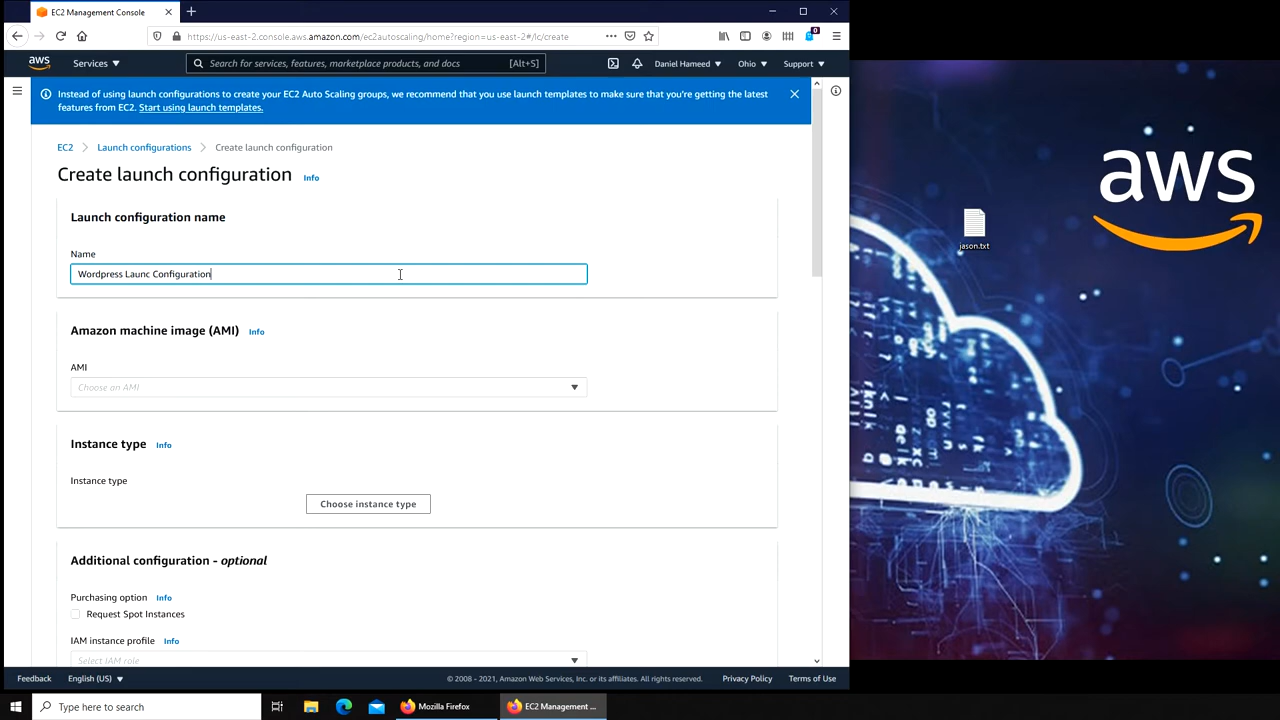 EC2 Management Console
https://us-east-2.console.aws.amazon.com/ec2autoscaling/home?region=us-east-2#/lc/create
0
aws
Services
Search for services, features, marketplace products, and docs
[Alt+S]
Daniel Hameed
Ohio
Support
Instead of using launch configurations to create your EC2 Auto Scaling groups, we recommend that you use launch templates to make sure that you're getting the latest
features from EC2. Start using launch templates.
EC2
Launch configurations
Create launch configuration
Create launch configuration
Info
Launch configuration name
Name
Wordpress Launc Configuration
Amazon machine image (AMI)
Info
AMI
Choose an AMI
Instance type
Info
Instance type
Choose instance type
Additional configuration - optional
Purchasing option
Info
Request Spot Instances
IAM instance profile
Info
Select IAM role
Feedback
English (US)
© 2008 - 2021, Amazon Web Services, Inc. or its affiliates. All rights reserved.
Privacy Policy
Terms of Use
Type here to search
Mozilla Firefox
EC2 Management ...
jason.txt
aws